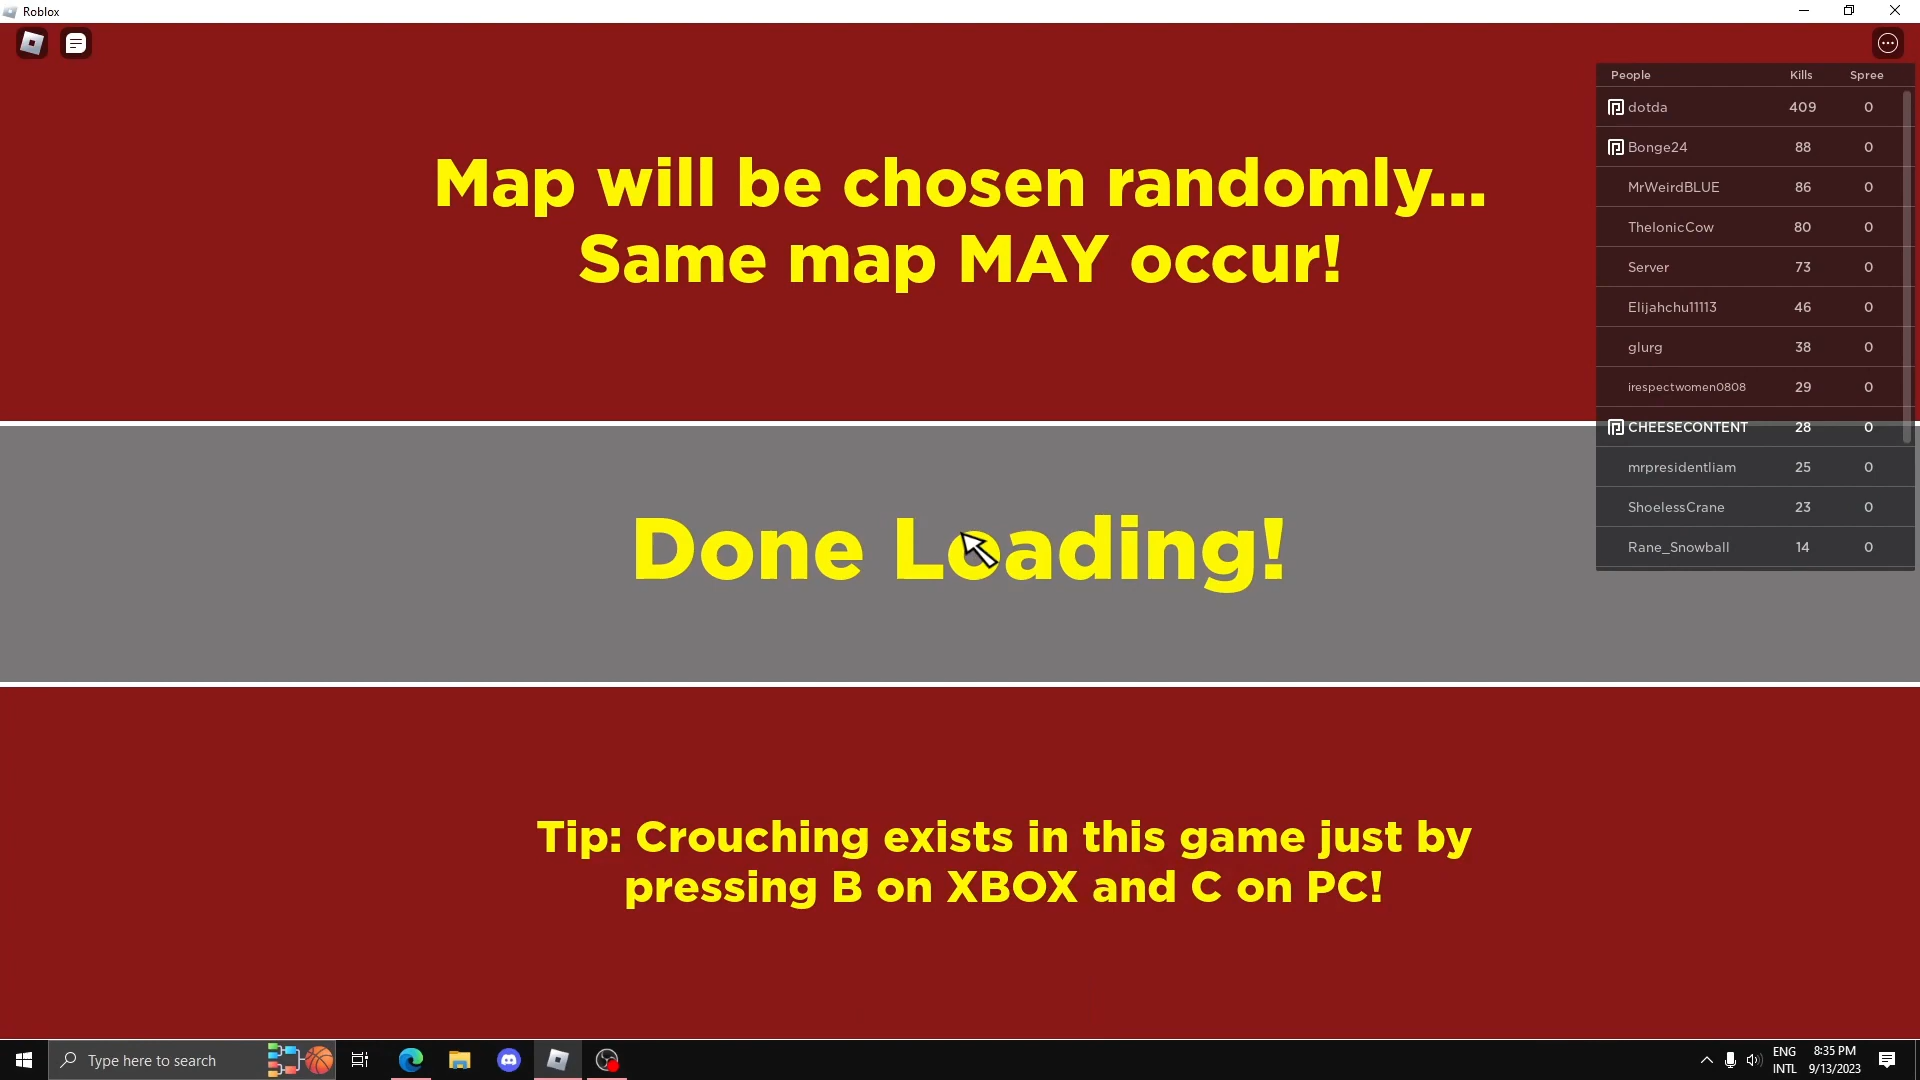 Roblox
People Kills Spree
dotda 409 0
Bonge24 88 0
MrWeirdBLUE 86 0
TheIonicCow 80 0
Server 73 0
Elijahchu11113 46 0
glurg 38 0
irespectwomen0808 29 0
CHEESECONTENT 28 0
mrpresidentliam 25 0
ShoelessCrane 23 0
Rane_Snowball 14 0
Map will be chosen randomly...
Same map MAY occur!
Done Loading!
Tip: Crouching exists in this game just by
pressing B on XBOX and C on PC!
Type here to search
ENG
INTL
8:35 PM
9/13/2023